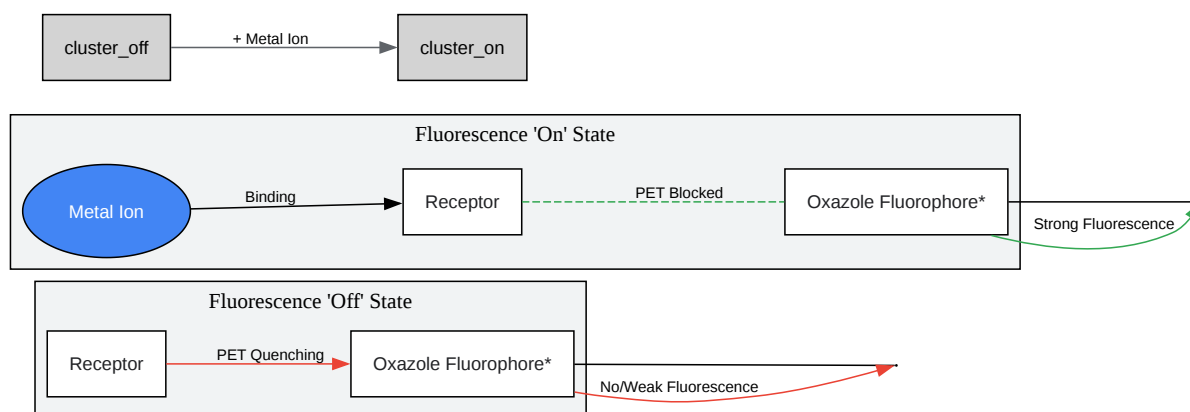 cluster_off
+ Metal Ion
cluster_on
Fluorescence 'On' State
Metal Ion
Binding
Receptor
PET Blocked
Oxazole Fluorophore*
Strong Fluorescence
Fluorescence 'Off' State
Receptor
PET Quenching
Oxazole Fluorophore*
No/Weak Fluorescence